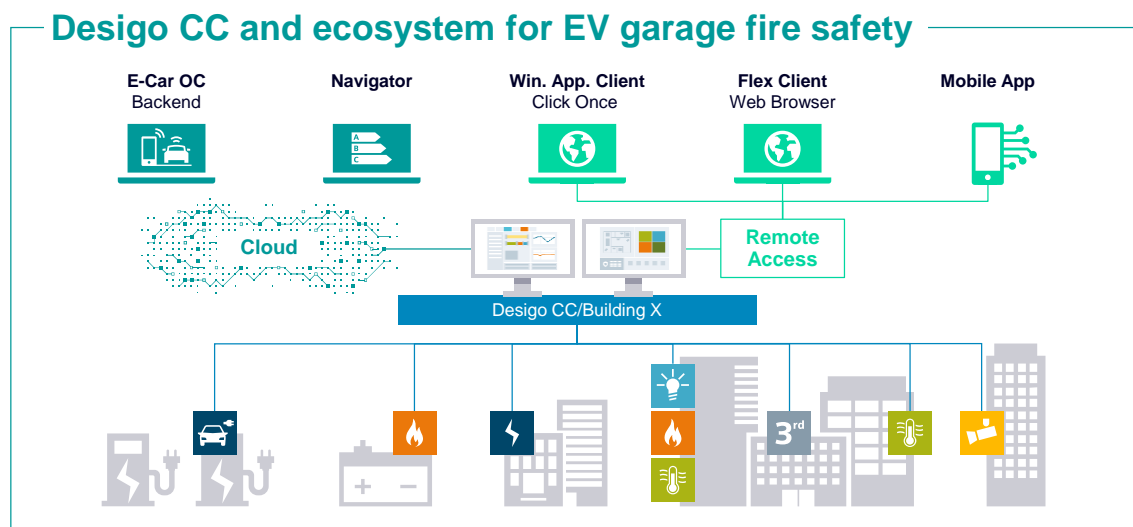 Desigo CC and ecosystem for EV garage fire safety
E-Car OC
Backend
Navigator
Win. App. Client
Click Once
Flex Client
Web Browser
Mobile App
A
B
C
Cloud
Remote
Access
Desigo CC/Building X
3rd